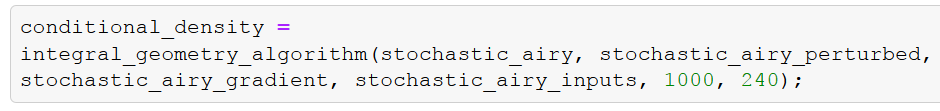 conditional_density =
integral_geometry_algorithm(stochastic_airy, stochastic_airy_perturbed,
stochastic_airy_gradient, stochastic_airy_inputs, 1000, 240);